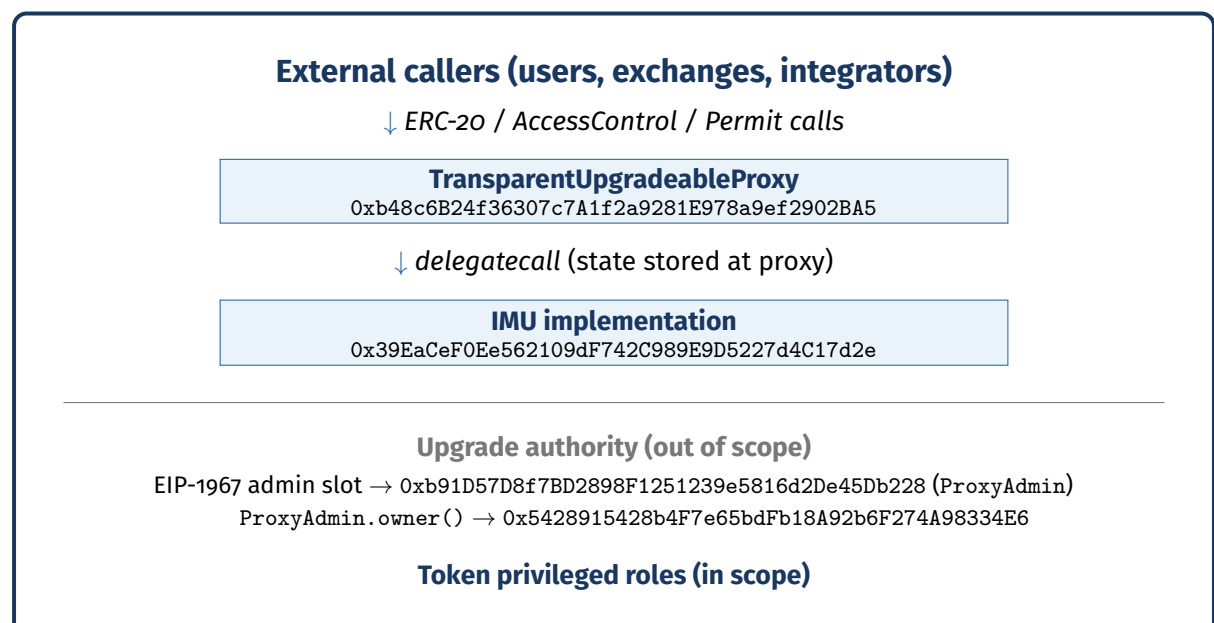 External callers (users, exchanges, integrators)
↓ ERC-20 / AccessControl / Permit calls
TransparentUpgradeableProxy
0xb48c6B24f36307c7A1f2a9281E978a9ef2902BA5
↓ delegatecall (state stored at proxy)
IMU implementation
0x39EaCeF0Ee562109dF742C989E9D5227d4C17d2e
Upgrade authority (out of scope)
EIP-1967 admin slot → 0xb91D57D8f7BD2898F1251239e5816d2De45Db228 (ProxyAdmin)
ProxyAdmin.owner() → 0x5428915428b4F7e65bdFb18A92b6F274A98334E6
Token privileged roles (in scope)